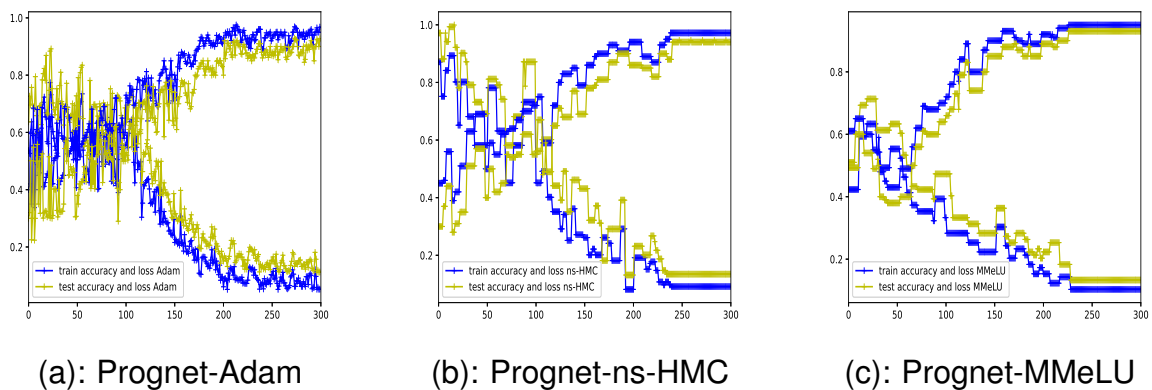 1.0
0.8
0.6
0.4
0.2
train accuracy and loss Adam
test accuracy and loss Adam
0 50 100 150 200 250 300
(a): Prognet-Adam
1.0
0.8
0.6
0.4
0.2
train accuracy and loss ns-HMC
test accuracy and loss ns-HMC
0 50 100 150 200 250 300
(b): Prognet-ns-HMC
0.8
0.6
0.4
0.2
train accuracy and loss MMeLU
test accuracy and loss MMeLU
0 50 100 150 200 250 300
(c): Prognet-MMeLU